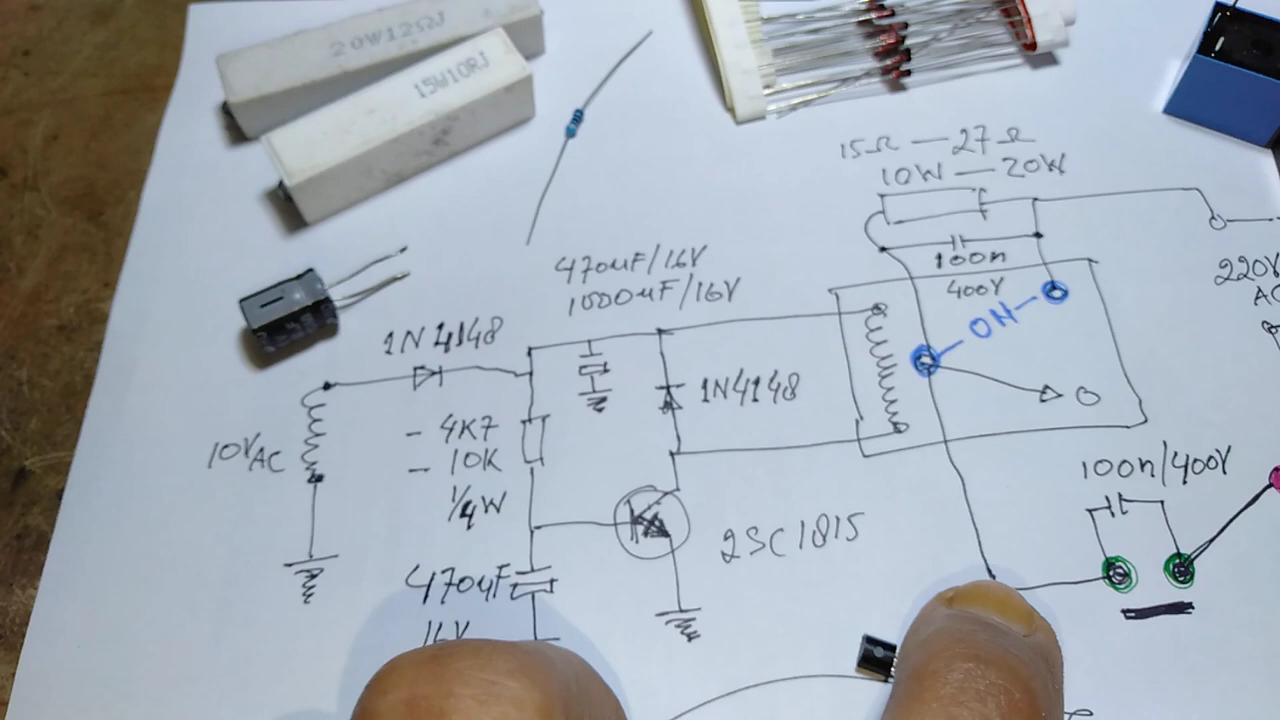 20W12ΩJ
15W10RJ
15Ω — 27Ω
10W — 20W
100n
400V
470uF/16V
1000uF/16V
ON
220V
AC
1N4148
1N4148
10VAC
- 4K7
- 10K
1/4W
100n/400V
2SC1815
470uF
16V